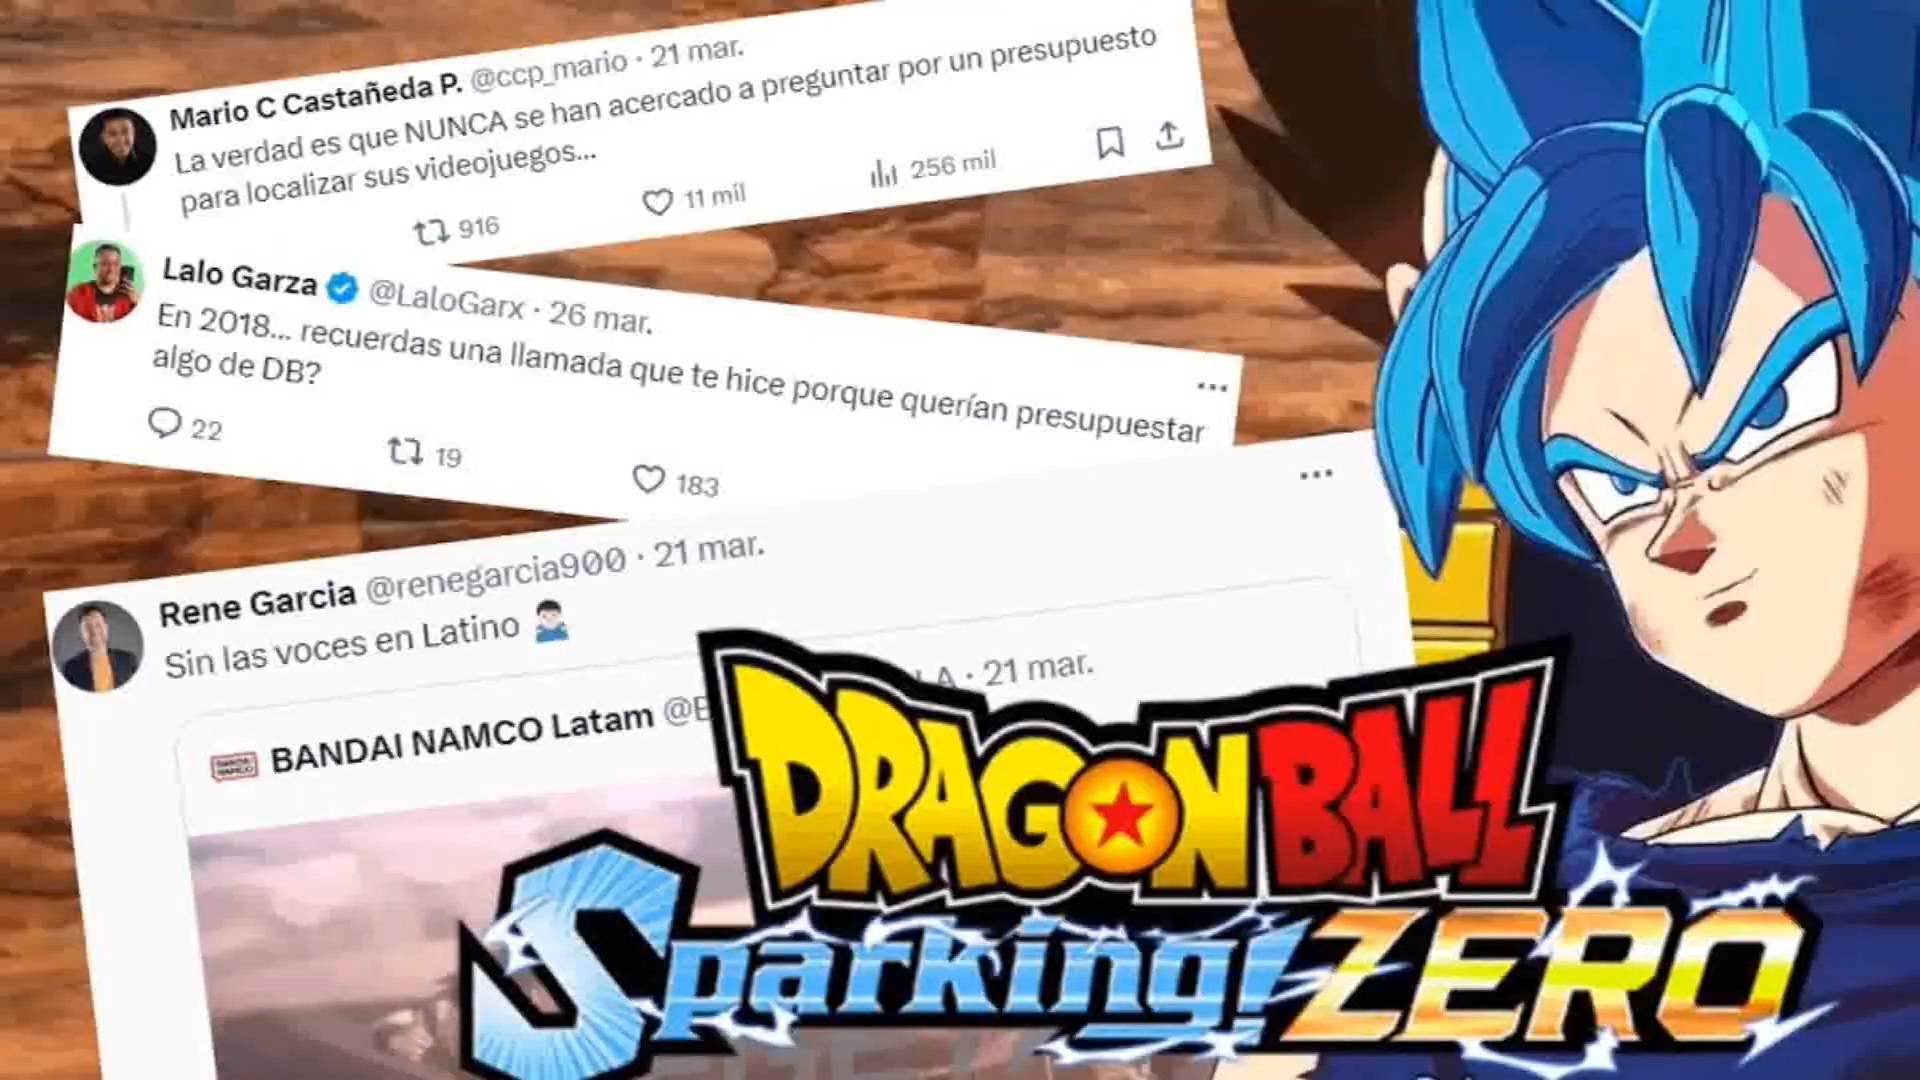 Mario C Castañeda P. @ccp_mario · 21 mar.
La verdad es que NUNCA se han acercado a preguntar por un presupuesto
para localizar sus videojuegos...
916 11 mil 256 mil
Lalo Garza @LaloGarx · 26 mar.
En 2018... recuerdas una llamada que te hice porque querían presupuestar
algo de DB?
22 19 183
Rene Garcia @renegarcia900 · 21 mar.
Sin las voces en Latino
BANDAI NAMCO Latam @B LA · 21 mar.
BANDAI
NAMCO
DRAGON BALL
Sparking! ZERO